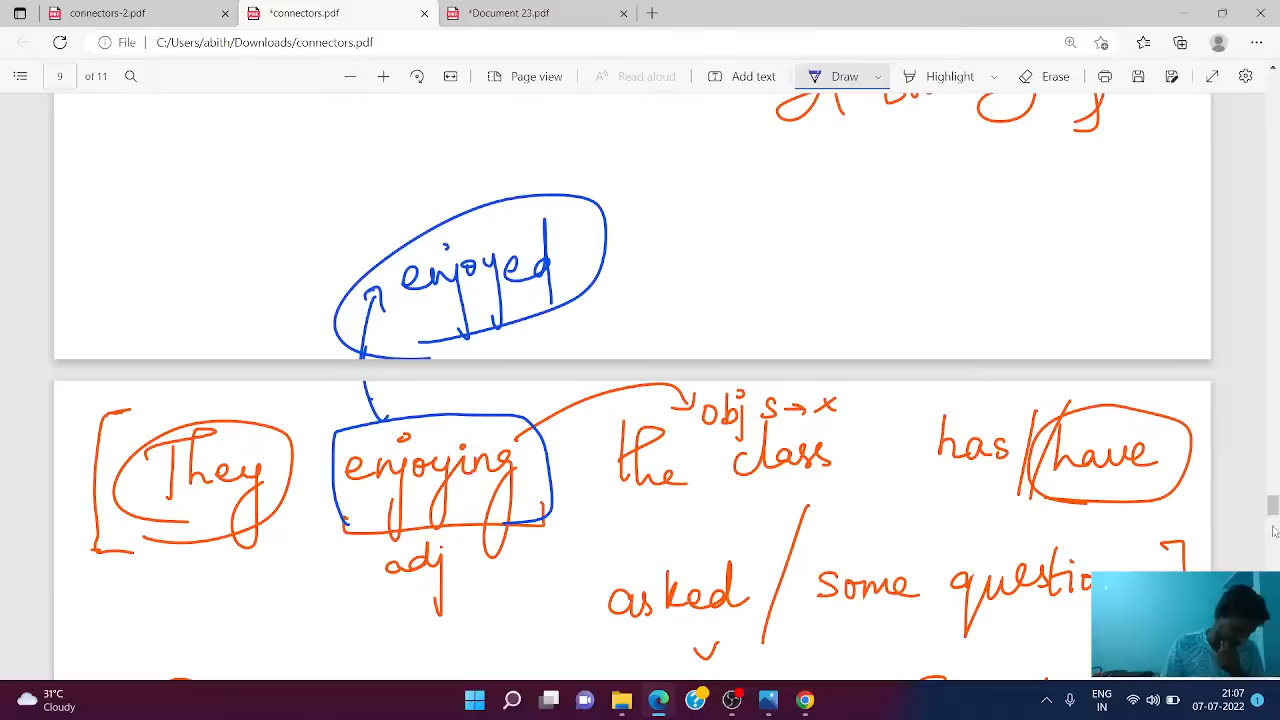 connectors-2.pdf
*connectors.pdf
*Document 23.pdf
File
C:/Users/abith/Downloads/connectors.pdf
9 of 11
Page view
Read aloud
Add text
Draw
Highlight
Erase
enjoyed
obj s→x
They enjoying the class has/have
adj
asked / some questio
31°C
Cloudy
ENG
IN
21:07
07-07-2022